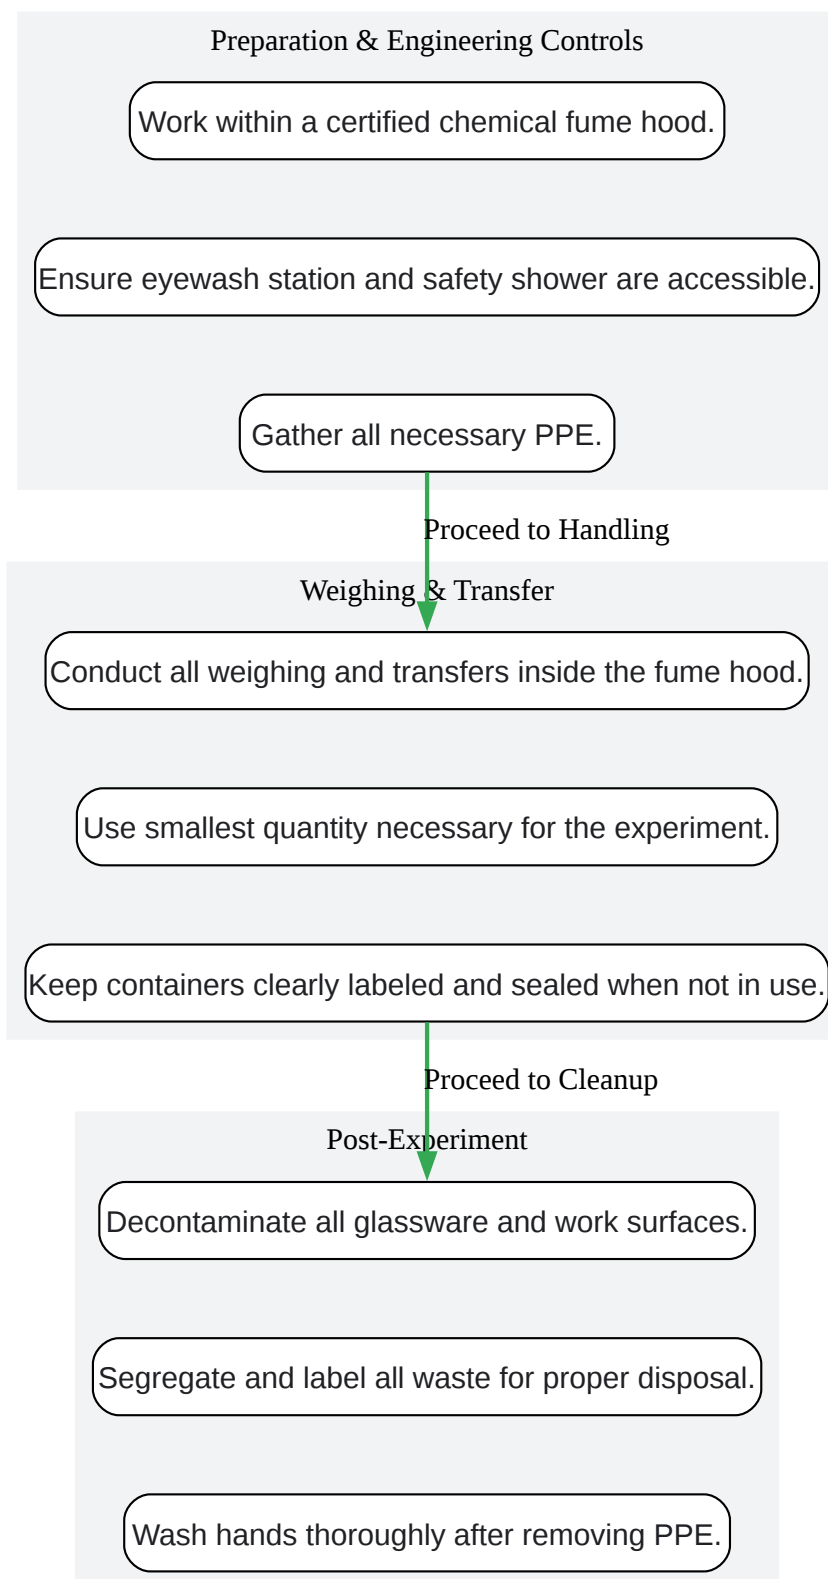 Preparation & Engineering Controls
Work within a certified chemical fume hood.
Ensure eyewash station and safety shower are accessible.
Gather all necessary PPE.
Proceed to Handling
Weighing & Transfer
Conduct all weighing and transfers inside the fume hood.
Use smallest quantity necessary for the experiment.
Keep containers clearly labeled and sealed when not in use.
Proceed to Cleanup
Post-Experiment
Decontaminate all glassware and work surfaces.
Segregate and label all waste for proper disposal.
Wash hands thoroughly after removing PPE.